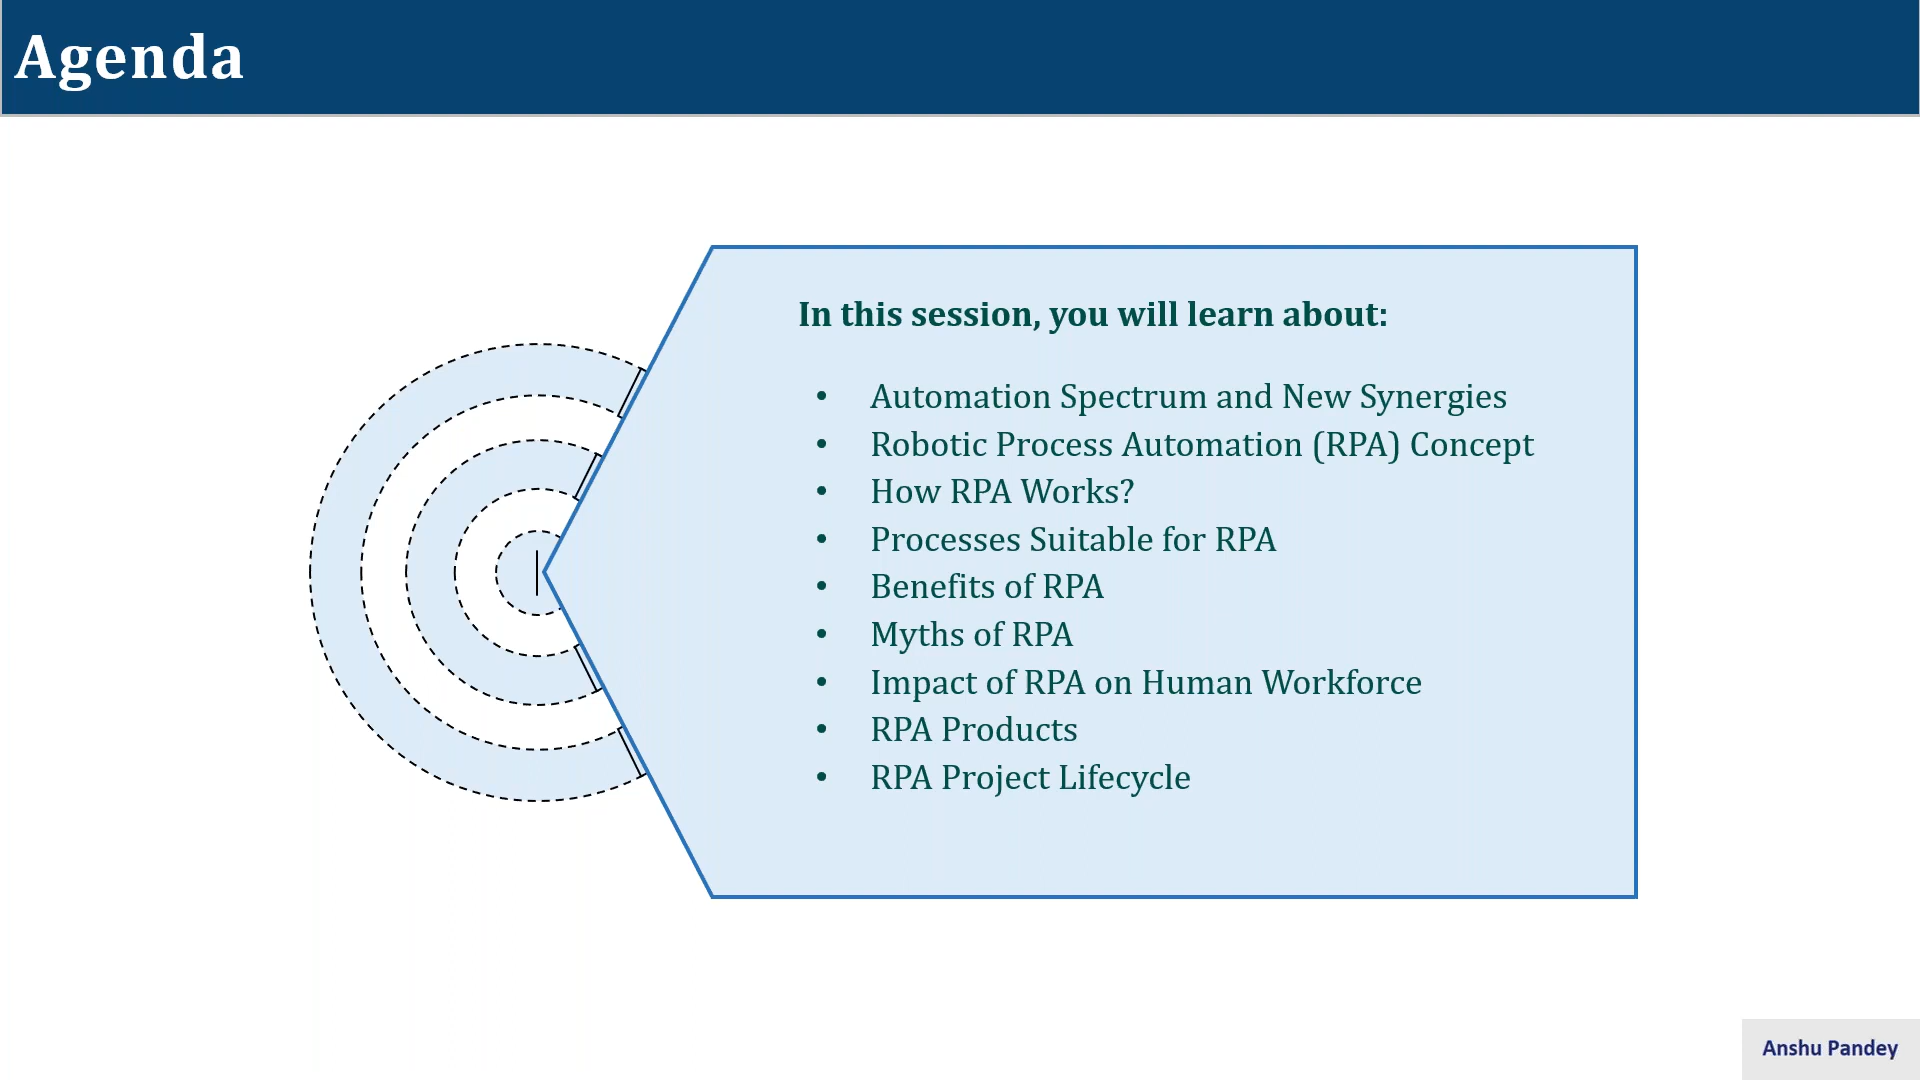 Agenda
In this session, you will learn about:
• Automation Spectrum and New Synergies
• Robotic Process Automation (RPA) Concept
• How RPA Works?
• Processes Suitable for RPA
• Benefits of RPA
• Myths of RPA
• Impact of RPA on Human Workforce
• RPA Products
• RPA Project Lifecycle
Anshu Pandey